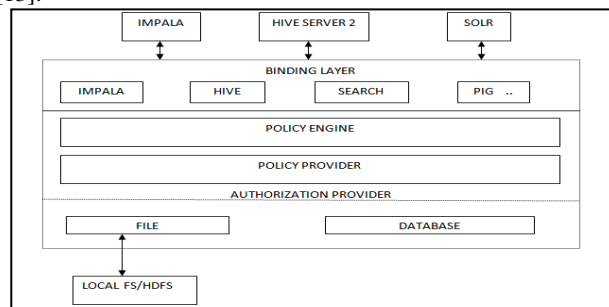 [13].
IMPALA HIVE SERVER 2 SOLR
BINDING LAYER
IMPALA HIVE SEARCH PIG ..
POLICY ENGINE
POLICY PROVIDER
AUTHORIZATION PROVIDER
FILE DATABASE
LOCAL FS/HDFS